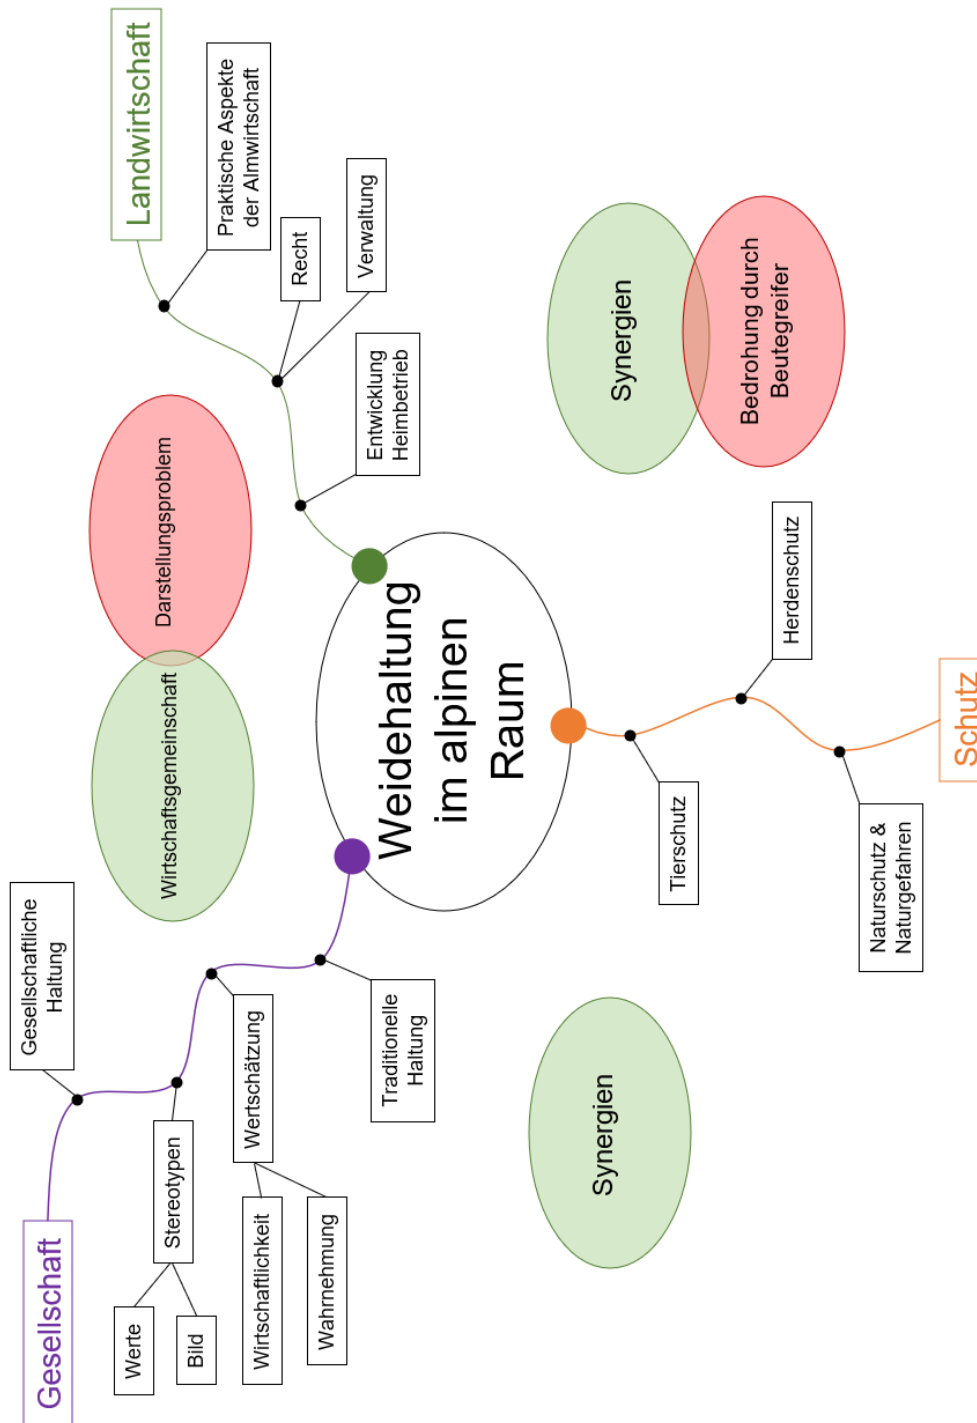 Gesellschaft
Gesellschaftliche
Haltung
Stereotypen
Werte
Bild
Wertschätzung
Wirtschaftlichkeit
Wahrnehmung
Traditionelle
Haltung
Wirtschaftsgemeinschaft
Darstellungsproblem
Landwirtschaft
Praktische Aspekte
der Almwirtschaft
Recht
Verwaltung
Entwicklung
Heimbetrieb
Weidehaltung
im alpinen
Raum
Synergien
Tierschutz
Herdenschutz
Naturschutz &
Naturgefahren
Schutz
Synergien
Bedrohung durch
Beutegreifer